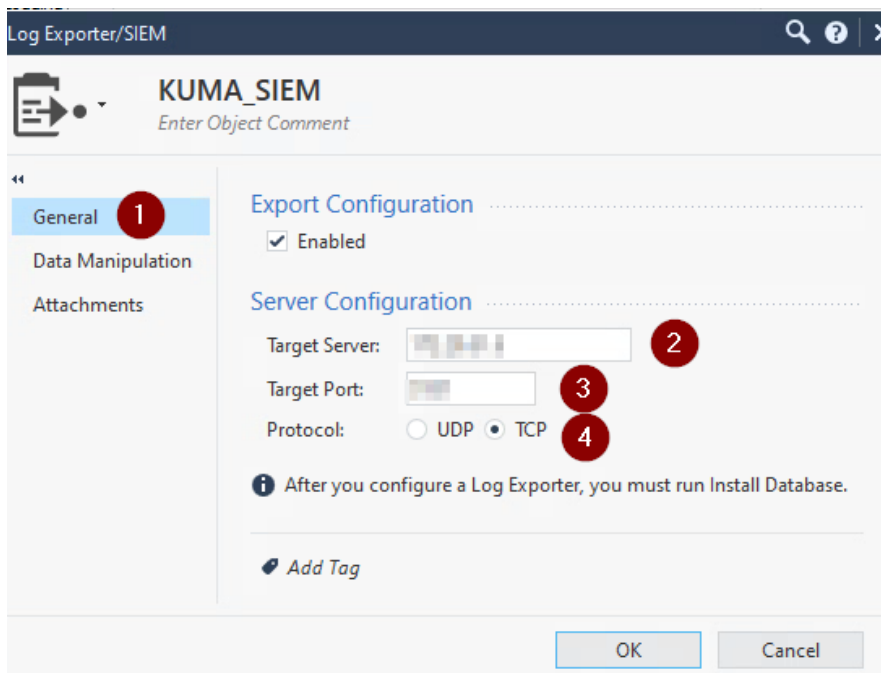 Log Exporter/SIEM
KUMA_SIEM
Enter Object Comment
General 1
Data Manipulation
Attachments
Export Configuration
Enabled
Server Configuration
Target Server: 2
Target Port: 3
Protocol: UDP TCP 4
After you configure a Log Exporter, you must run Install Database.
Add Tag
OK Cancel